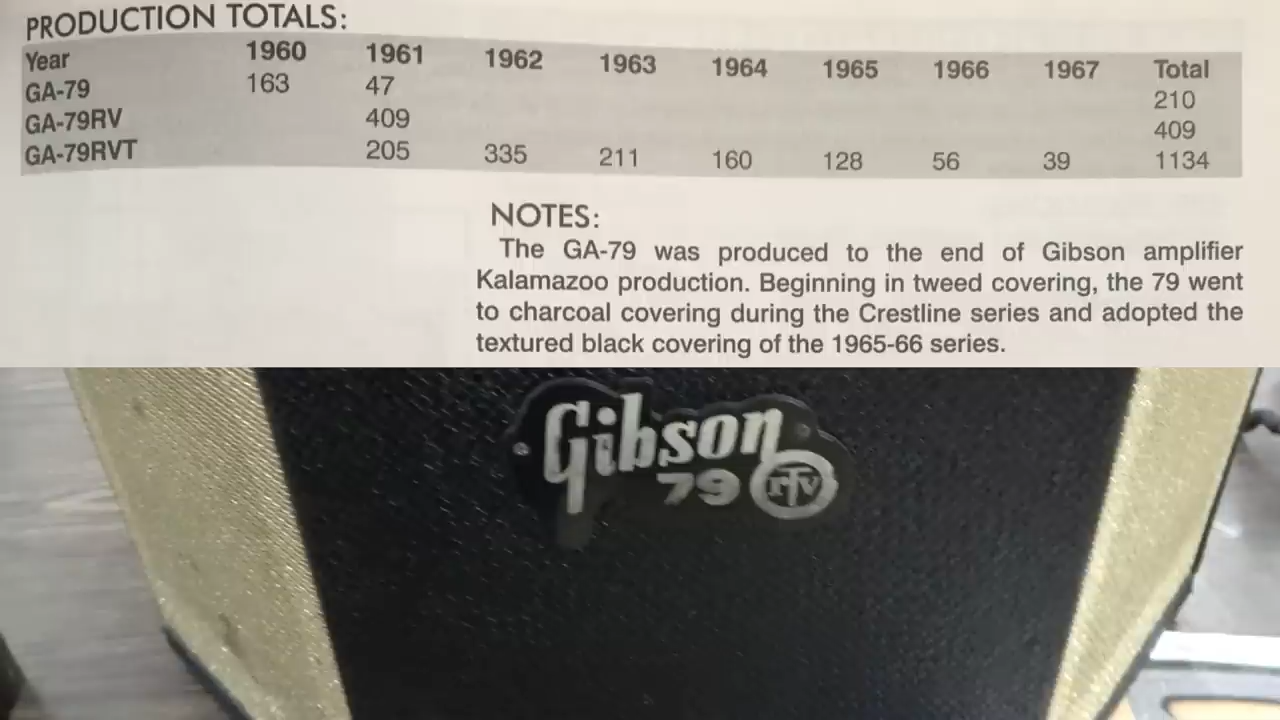 PRODUCTION TOTALS:
Year 1960 1961 1962 1963 1964 1965 1966 1967 Total
GA-79 163 47 210
GA-79RV 409 409
GA-79RVT 205 335 211 160 128 56 39 1134
NOTES:
The GA-79 was produced to the end of Gibson amplifier
Kalamazoo production. Beginning in tweed covering, the 79 went
to charcoal covering during the Crestline series and adopted the
textured black covering of the 1965-66 series.
Gibson
79 rTv